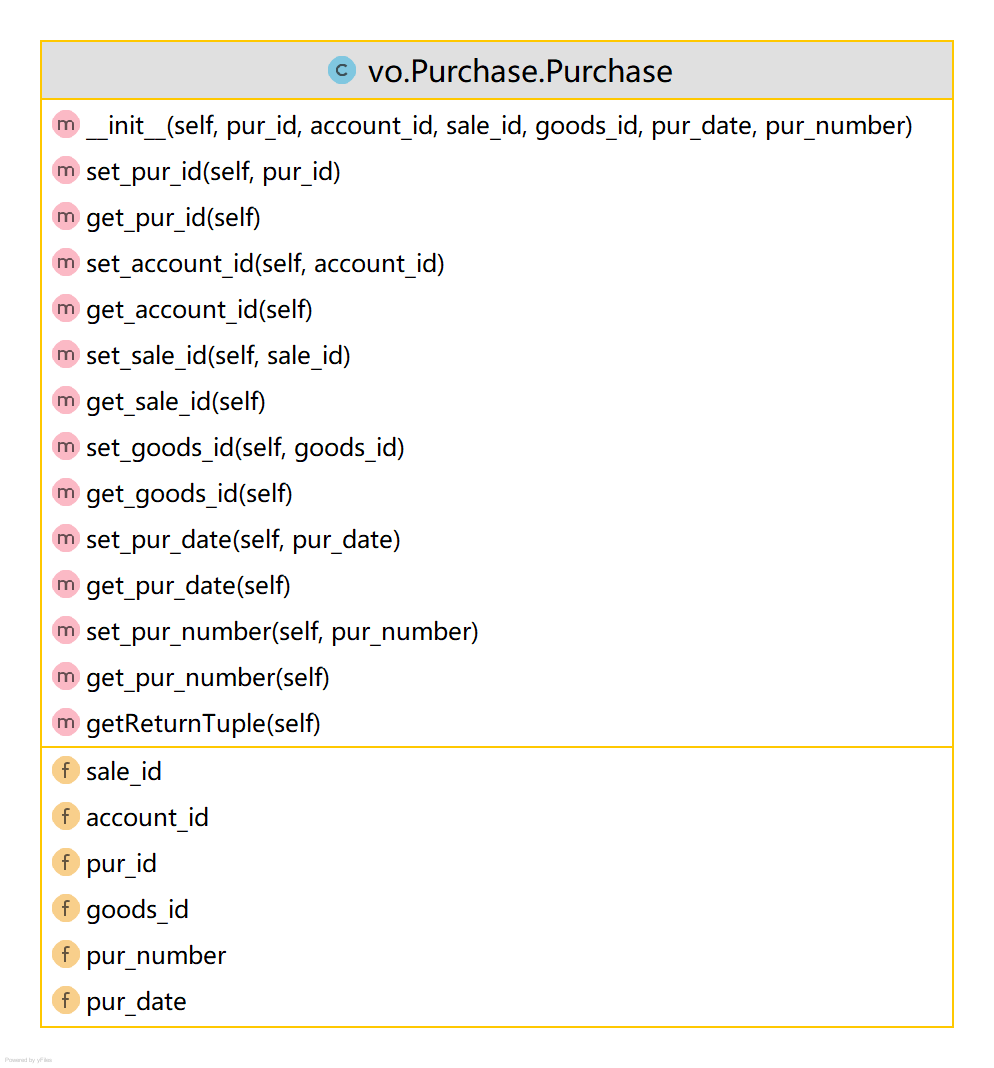 C vo.Purchase.Purchase
m __init__(self, pur_id, account_id, sale_id, goods_id, pur_date, pur_number)
m set_pur_id(self, pur_id)
m get_pur_id(self)
m set_account_id(self, account_id)
m get_account_id(self)
m set_sale_id(self, sale_id)
m get_sale_id(self)
m set_goods_id(self, goods_id)
m get_goods_id(self)
m set_pur_date(self, pur_date)
m get_pur_date(self)
m set_pur_number(self, pur_number)
m get_pur_number(self)
m getReturnTuple(self)
f sale_id
f account_id
f pur_id
f goods_id
f pur_number
f pur_date
Powered by yFiles